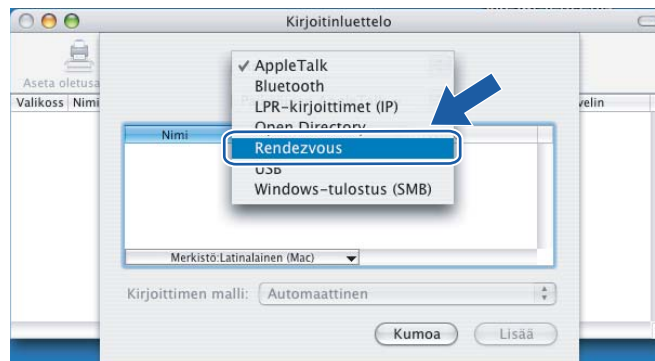 Kirjoitinluettelo
Aseta oletusa
Valikoss Nimi
velin
✓ AppleTalk
Bluetooth
LPR-kirjoittimet (IP)
Open Directory
Rendezvous
USB
Windows-tulostus (SMB)
Nimi
Merkistö:Latinalainen (Mac)
Kirjoittimen malli: Automaattinen
Kumoa Lisää